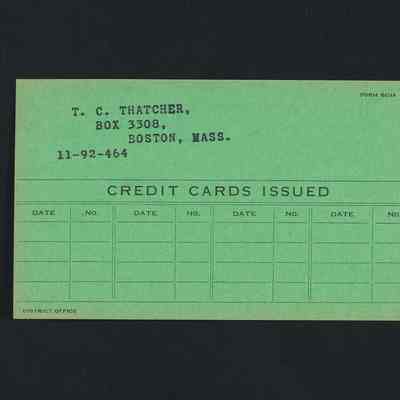 FORM
T. C. THATCHER,
BOX 3308,
BOSTON, MASS.
11-92-464
CREDIT CARDS ISSUED
DATE NO. DATE NO. DATE NO. DATE NO.
DISTRICT OFFICE